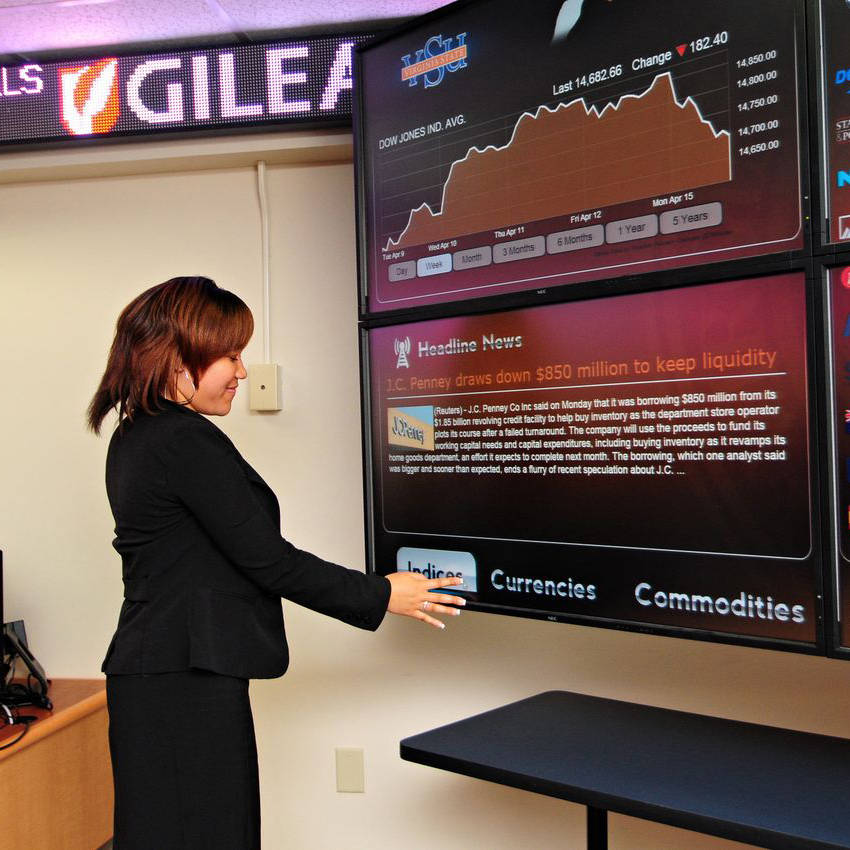 LS GILEA
VSU
VIRGINIA STATE
Last 14,682.66 Change ▼ 182.40
DOW JONES IND. AVG.
14,850.00
14,800.00
14,750.00
14,700.00
14,650.00
Tue Apr 9 Wed Apr 10 Thu Apr 11 Fri Apr 12 Mon Apr 15
Day Week Month 3 Months 6 Months 1 Year 5 Years
Headline News
J.C. Penney draws down $850 million to keep liquidity
JCPenney
(Reuters) - J.C. Penney Co Inc said on Monday that it was borrowing $850 million from its
$1.85 billion revolving credit facility to help buy inventory as the department store operator
plots its course after a failed turnaround. The company will use the proceeds to fund its
working capital needs and capital expenditures, including buying inventory as it revamps its
home goods department, an effort it expects to complete next month. The borrowing, which one analyst said
was bigger and sooner than expected, ends a flurry of recent speculation about J.C. ...
Indices Currencies Commodities
NEC
NEC